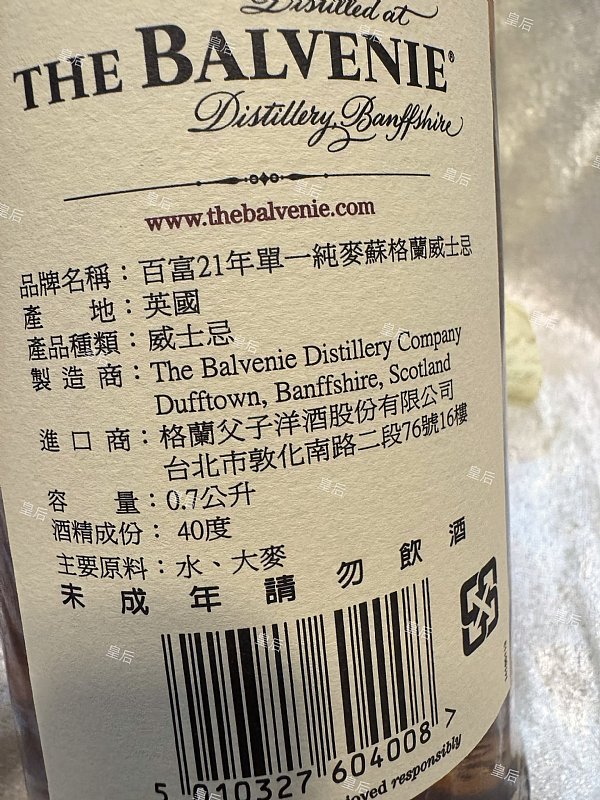 Distilled at
THE BALVENIE®
Distillery, Banffshire
www.thebalvenie.com
品牌名稱：百富21年單一純麥蘇格蘭威士忌
產 地：英國
產品種類：威士忌
製造商：The Balvenie Distillery Company
Dufftown, Banffshire, Scotland
進口商：格蘭父子洋酒股份有限公司
台北市敦化南路二段76號16樓
容 量：0.7公升
酒精成份：40度
主要原料：水、大麥
未成年請勿飲酒
5 010327 604008 >
responsibly
皇后